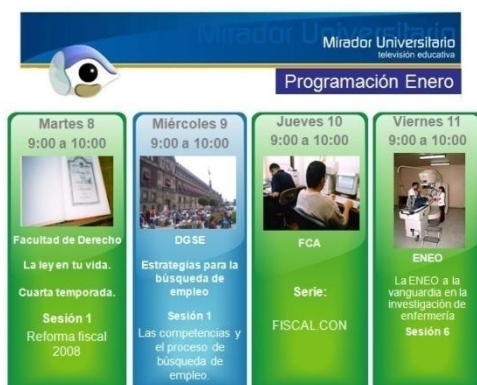 Mirador Universitario
Mirador Universitario
televisión educativa
Programación Enero
Martes 8
9:00 a 10:00
Facultad de Derecho
La ley en tu vida.
Cuarta temporada.
Sesión 1
Reforma fiscal
2008
Miércoles 9
9:00 a 10:00
DGSE
Estrategias para la
búsqueda de
empleo
Sesión 1
Las competencias y
el proceso de
búsqueda de
empleo.
Jueves 10
9:00 a 10:00
FCA
Serie:
FISCAL.CON
Viernes 11
9:00 a 10:00
ENEO
La ENEO a la
vanguardia en la
investigación de
enfermería
Sesión 6